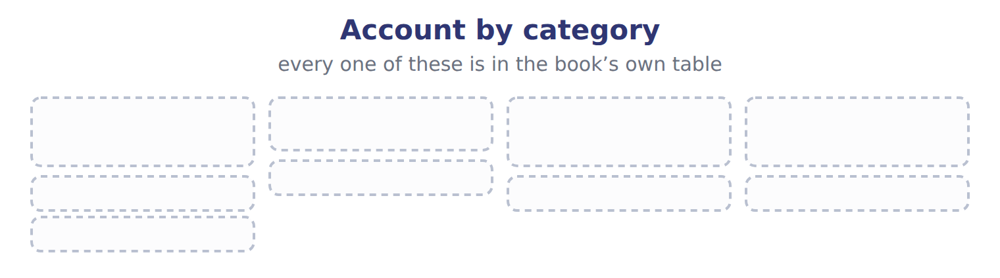 Account by category
every one of these is in the book’s own table